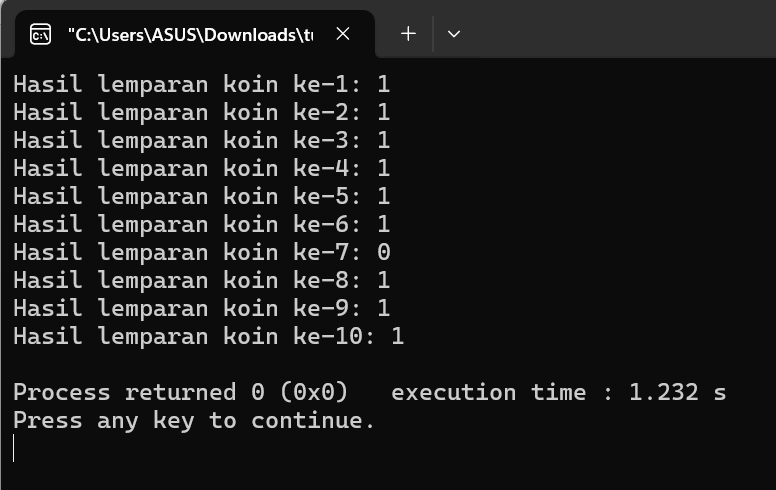 "C:\Users\ASUS\Downloads\tu
Hasil lemparan koin ke-1: 1
Hasil lemparan koin ke-2: 1
Hasil lemparan koin ke-3: 1
Hasil lemparan koin ke-4: 1
Hasil lemparan koin ke-5: 1
Hasil lemparan koin ke-6: 1
Hasil lemparan koin ke-7: 0
Hasil lemparan koin ke-8: 1
Hasil lemparan koin ke-9: 1
Hasil lemparan koin ke-10: 1
Process returned 0 (0x0)   execution time : 1.232 s
Press any key to continue.